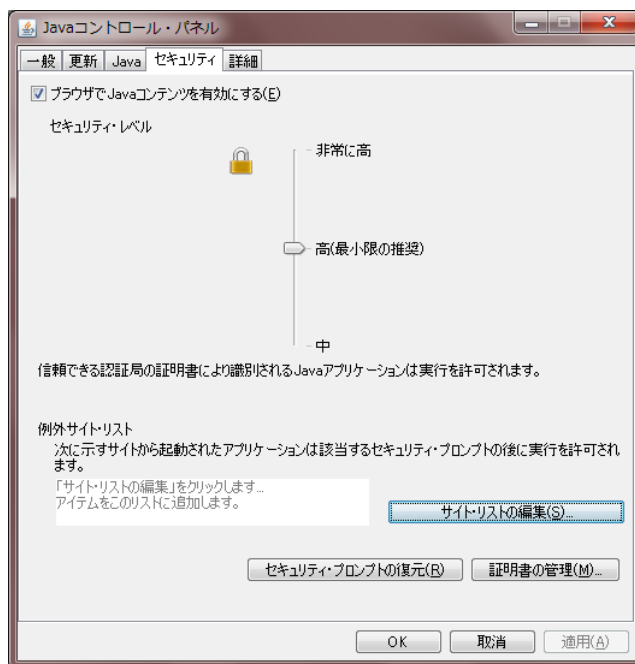 Javaコントロール・パネル
一般 更新 Java セキュリティ 詳細
ブラウザでJavaコンテンツを有効にする(E)
セキュリティ・レベル
非常に高
高(最小限の推奨)
中
信頼できる認証局の証明書により識別されるJavaアプリケーションは実行を許可されます。
例外サイト・リスト
次に示すサイトから起動されたアプリケーションは該当するセキュリティ・プロンプトの後に実行を許可され
ます。
「サイト・リストの編集」をクリックします...
アイテムをこのリストに追加します。
サイト・リストの編集(S)...
セキュリティ・プロンプトの復元(R) 証明書の管理(M)...
OK 取消 適用(A)